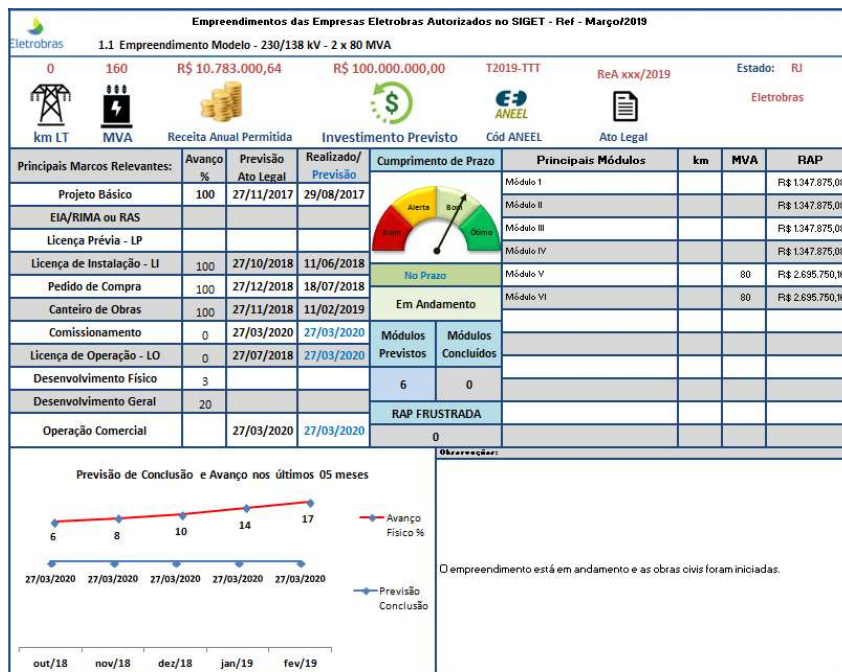 Empreendimentos das Empresas Eletrobras Autorizados no SIGET - Ref - Março/2019
Eletrobras
1.1 Empreendimento Modelo - 230/138 kV - 2 x 80 MVA
0 160 R$ 10.783.000,64 R$ 100.000.000,00 T2019-TTT ReA xxx/2019 Estado: RJ
ANEEL
Eletrobras
km LT MVA Receita Anual Permitida Investimento Previsto Cód ANEEL Ato Legal
Principais Marcos Relevantes: Avanço % Previsão Ato Legal Realizado/ Previsão
Projeto Básico 100 27/11/2017 29/08/2017
EIA/RIMA ou RAS
Licença Prévia - LP
Licença de Instalação - LI 100 27/10/2018 11/06/2018
Pedido de Compra 100 27/12/2018 18/07/2018
Canteiro de Obras 100 27/11/2018 11/02/2019
Comissionamento 0 27/03/2020 27/03/2020
Licença de Operação - LO 0 27/07/2018 27/03/2020
Desenvolvimento Físico 3
Desenvolvimento Geral 20
Operação Comercial 27/03/2020 27/03/2020
Cumprimento de Prazo
Ruim Alerta Bom Ótimo
No Prazo
Em Andamento
Módulos Previstos Módulos Concluídos
6 0
RAP FRUSTRADA
0
Principais Módulos km MVA RAP
Módulo I R$ 1.347.875,08
Módulo II R$ 1.347.875,08
Módulo III R$ 1.347.875,08
Módulo IV R$ 1.347.875,08
Módulo V 80 R$ 2.695.750,16
Módulo VI 80 R$ 2.695.750,16
Previsão de Conclusão e Avanço nos últimos 05 meses
6 8 10 14 17
Avanço Físico %
27/03/2020 27/03/2020 27/03/2020 27/03/2020 27/03/2020
Previsão Conclusão
out/18 nov/18 dez/18 jan/19 fev/19
Observações:
O empreendimento está em andamento e as obras civis foram iniciadas.